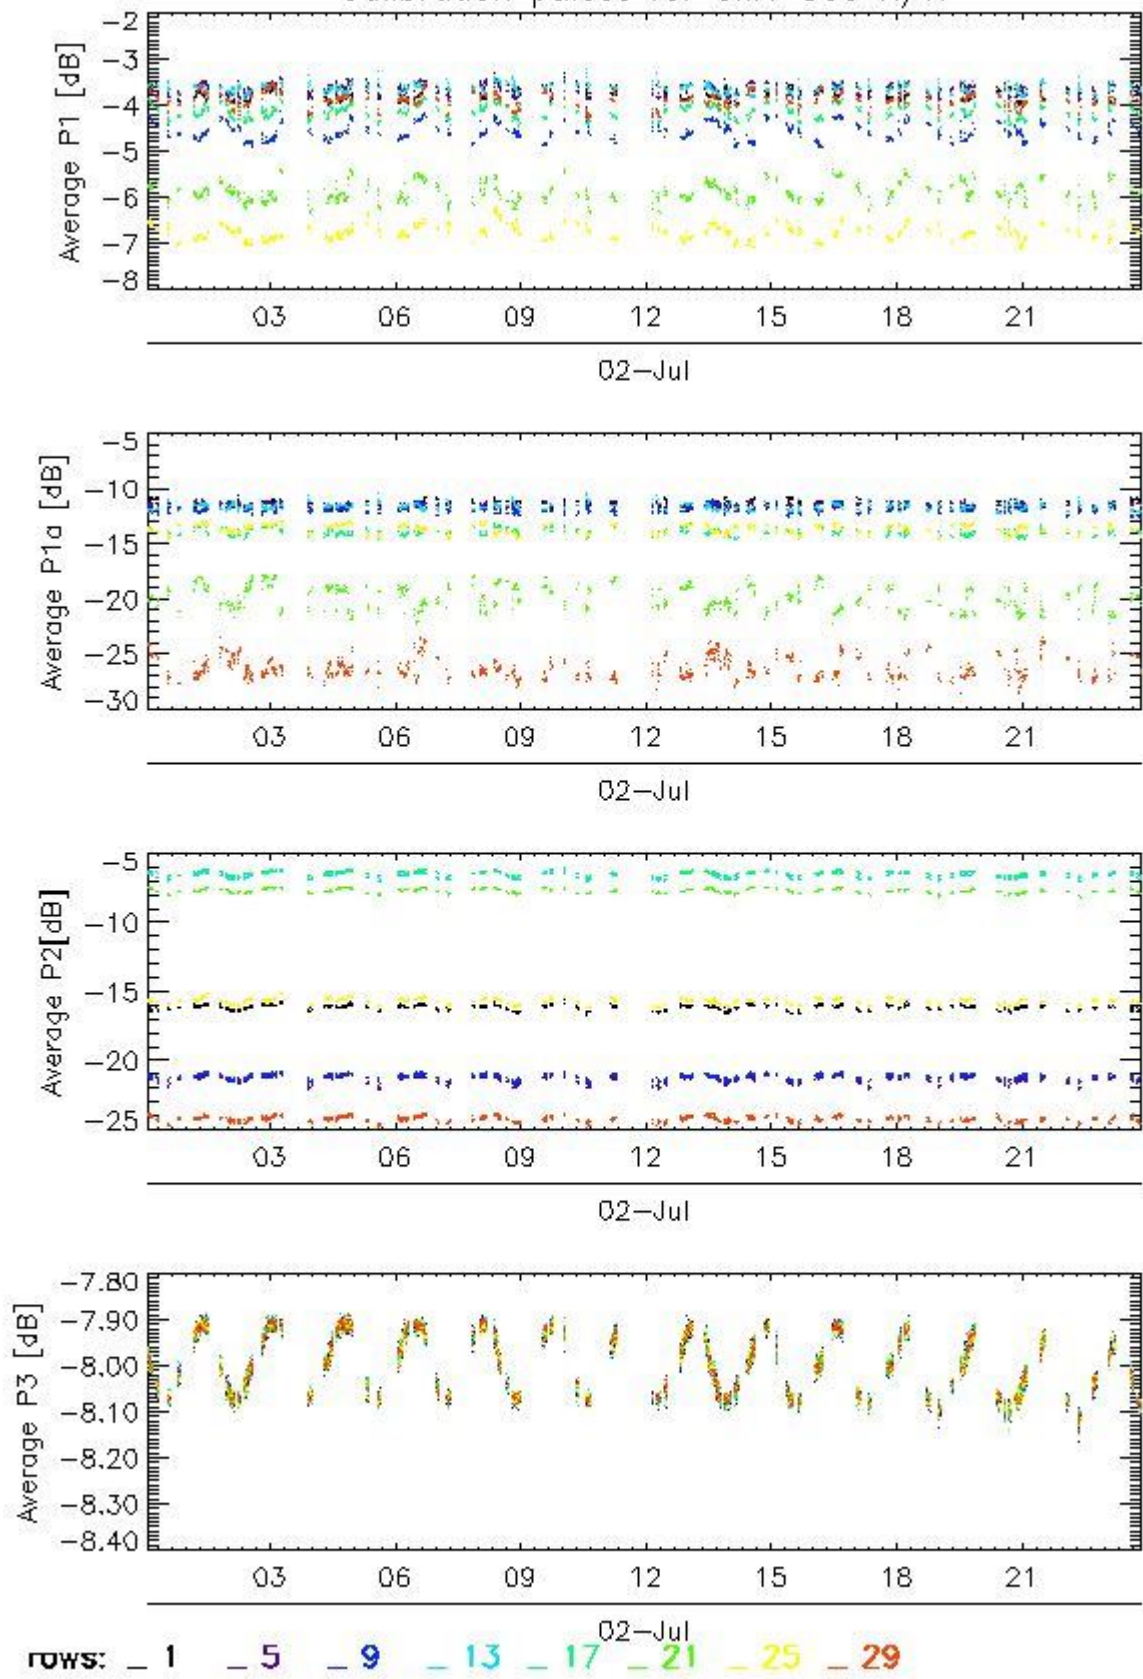 Average P1 [dB]
-2
-3
-4
-5
-6
-7
-8
03 06 09 12 15 18 21
02-Jul
Average P1a [dB]
-5
-10
-15
-20
-25
-30
03 06 09 12 15 18 21
02-Jul
Average P2[dB]
-5
-10
-15
-20
-25
03 06 09 12 15 18 21
02-Jul
Average P3 [dB]
-7.80
-7.90
-8.00
-8.10
-8.20
-8.30
-8.40
03 06 09 12 15 18 21
02-Jul
rows: _ 1 _ 5 _ 9 _ 13 _ 17 _ 21 _ 25 _ 29